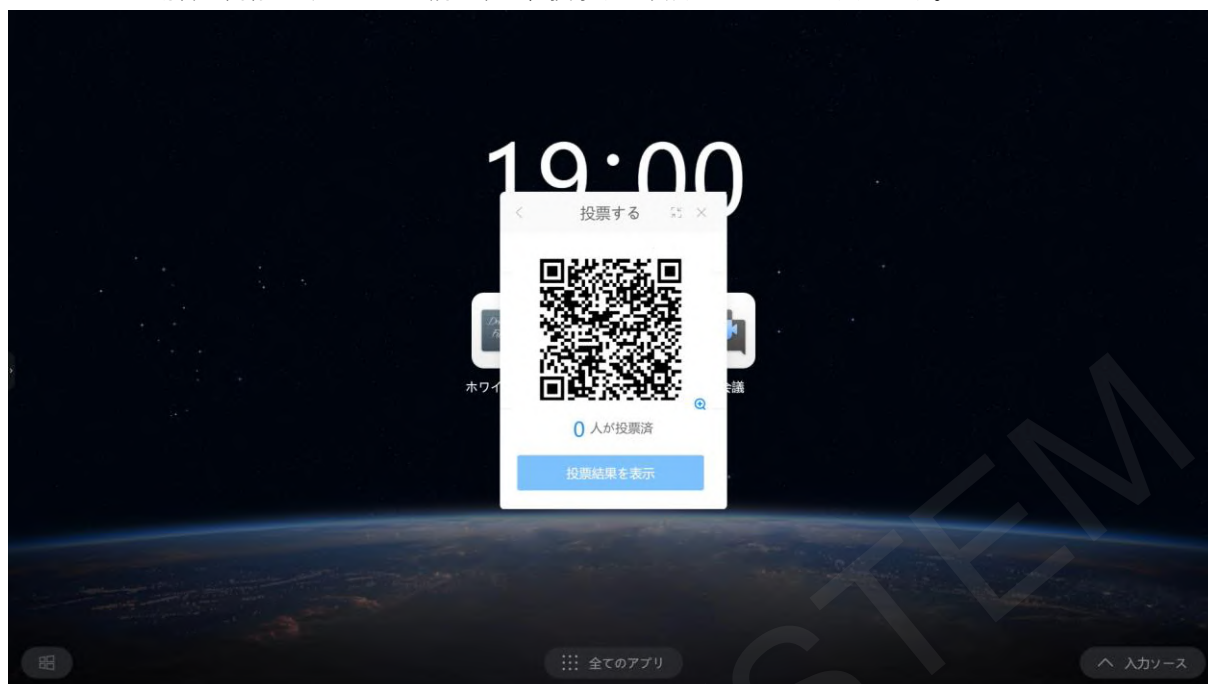 19:00
投票する
ホワイ
会議
0 人が投票済
投票結果を表示
全てのアプリ
入力ソース
STEM